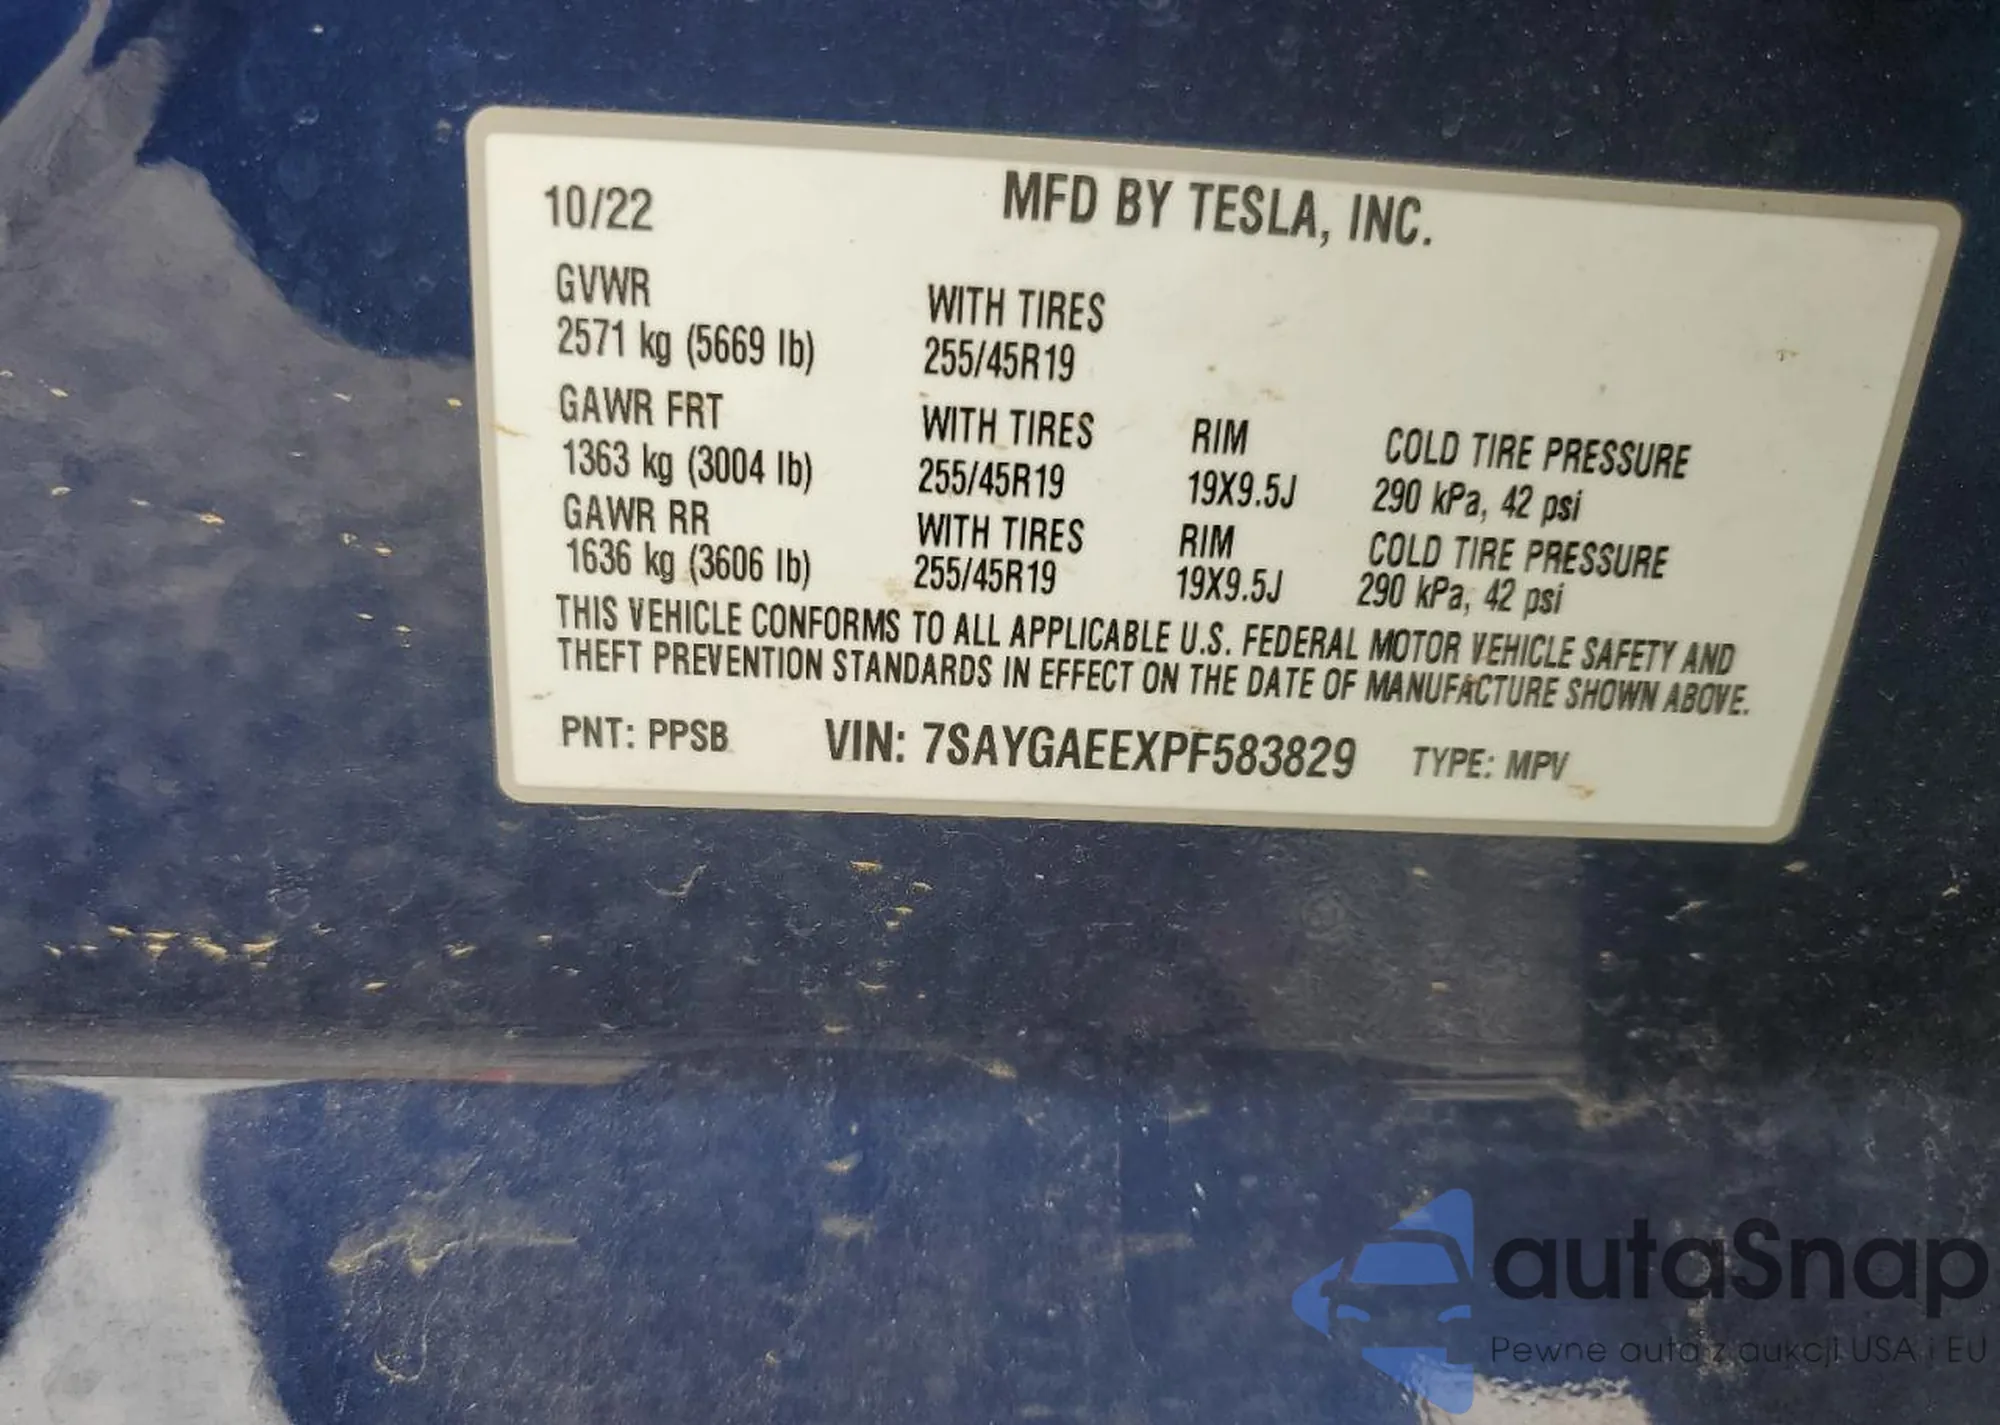 10/22 MFD BY TESLA, INC.
GVWR WITH TIRES
2571 kg (5669 lb) 255/45R19
GAWR FRT WITH TIRES RIM COLD TIRE PRESSURE
1363 kg (3004 lb) 255/45R19 19X9.5J 290 kPa, 42 psi
GAWR RR WITH TIRES RIM COLD TIRE PRESSURE
1636 kg (3606 lb) 255/45R19 19X9.5J 290 kPa, 42 psi
THIS VEHICLE CONFORMS TO ALL APPLICABLE U.S. FEDERAL MOTOR VEHICLE SAFETY AND
THEFT PREVENTION STANDARDS IN EFFECT ON THE DATE OF MANUFACTURE SHOWN ABOVE.
PNT: PPSB VIN: 7SAYGAEEXPF583829 TYPE: MPV
autaSnap
Pewne auta z aukcji USA i EU